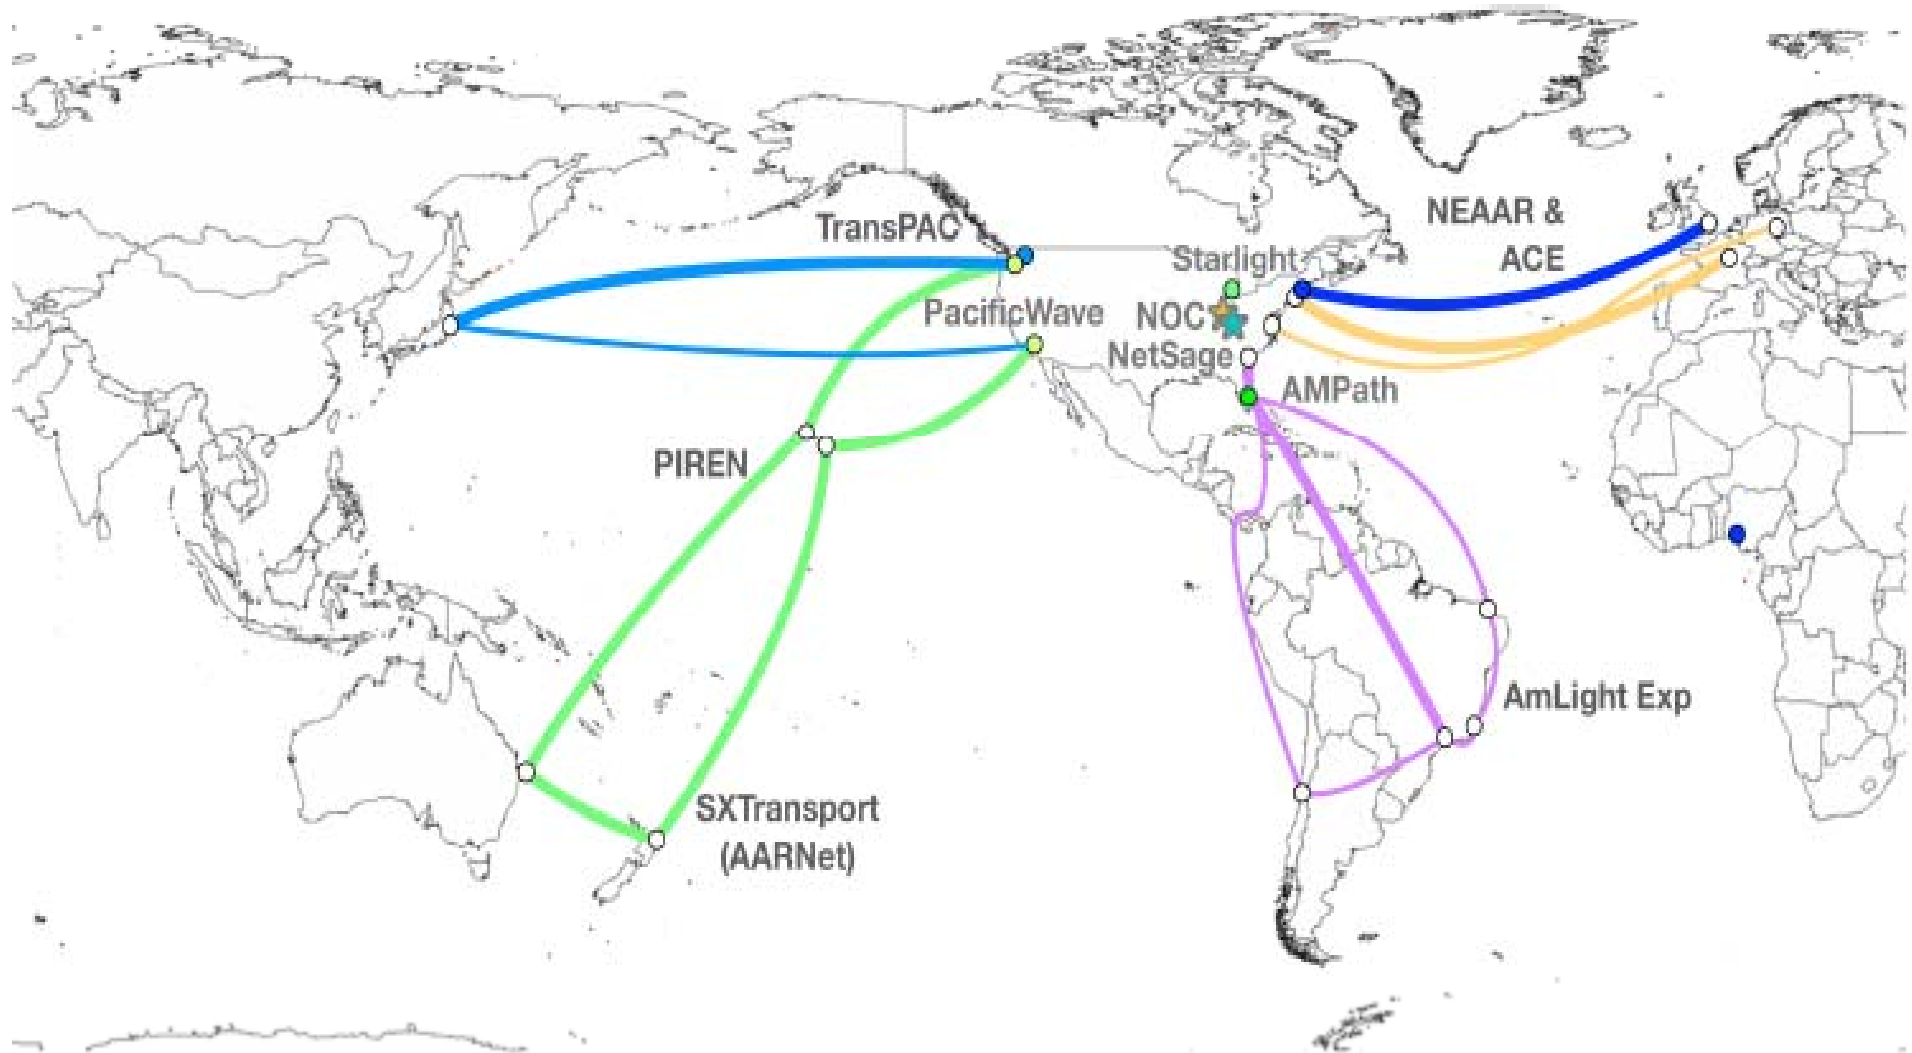 TransPAC
NEAAR &
ACE
Starlight
PacificWave
NOC
NetSage
AMPath
PIREN
AmLight Exp
SXTransport
(AARNet)